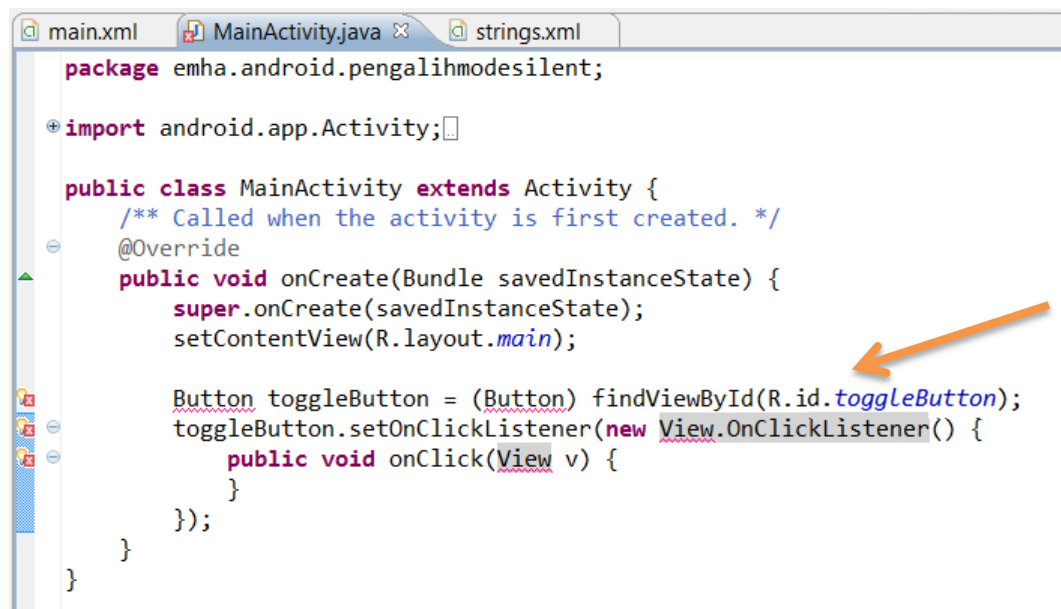 main.xml MainActivity.java strings.xml
package emha.android.pengalihmodesilent;
import android.app.Activity;
public class MainActivity extends Activity {
/** Called when the activity is first created. */
@Override
public void onCreate(Bundle savedInstanceState) {
super.onCreate(savedInstanceState);
setContentView(R.layout.main);
Button toggleButton = (Button) findViewById(R.id.toggleButton);
toggleButton.setOnClickListener(new View.OnClickListener() {
public void onClick(View v) {
}
});
}
}